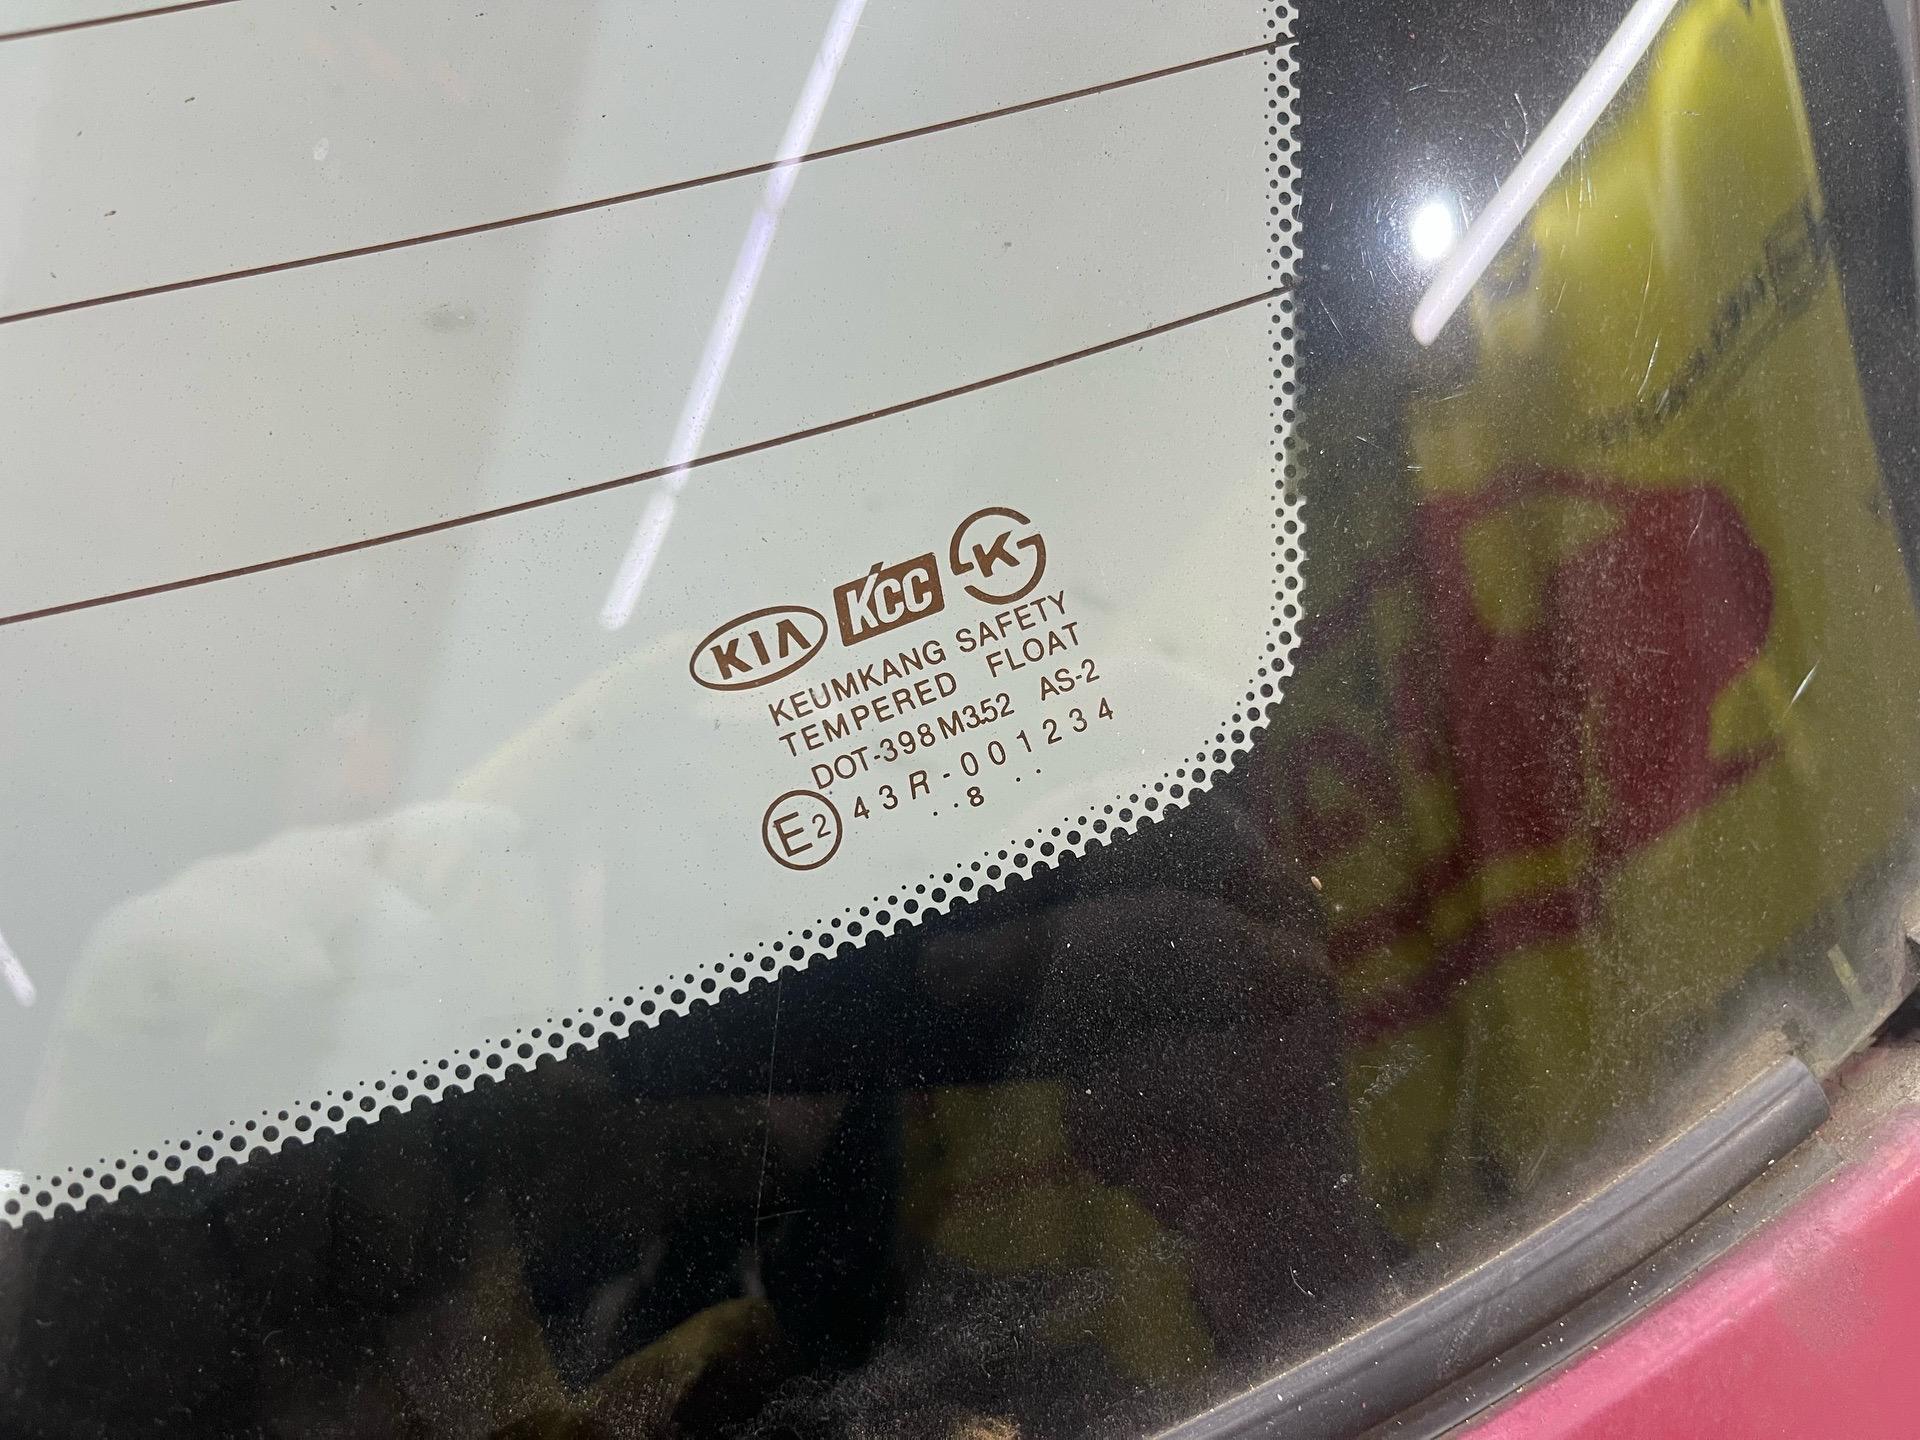 KIA KCC K
KEUMKANG SAFETY
TEMPERED FLOAT
DOT-398 M352 AS-2
E2 43R-001234
. . 8 . .